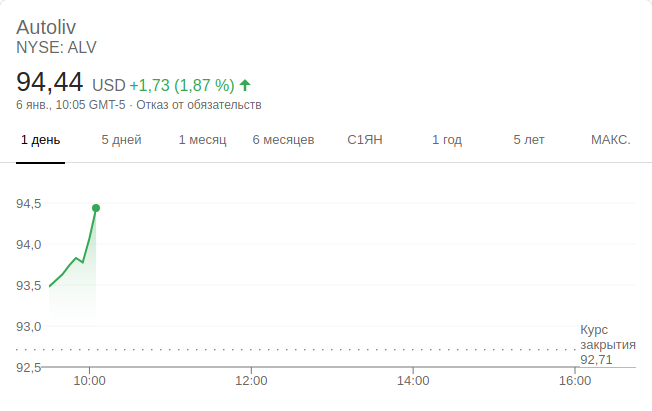 Autoliv
NYSE: ALV
94,44 USD +1,73 (1,87 %)
6 янв., 10:05 GMT-5 · Отказ от обязательств
1 день 5 дней 1 месяц 6 месяцев С1ЯН 1 год 5 лет МАКС.
94,5
94,0
93,5
93,0
Курс
закрытия
92,71
92,5
10:00 12:00 14:00 16:00